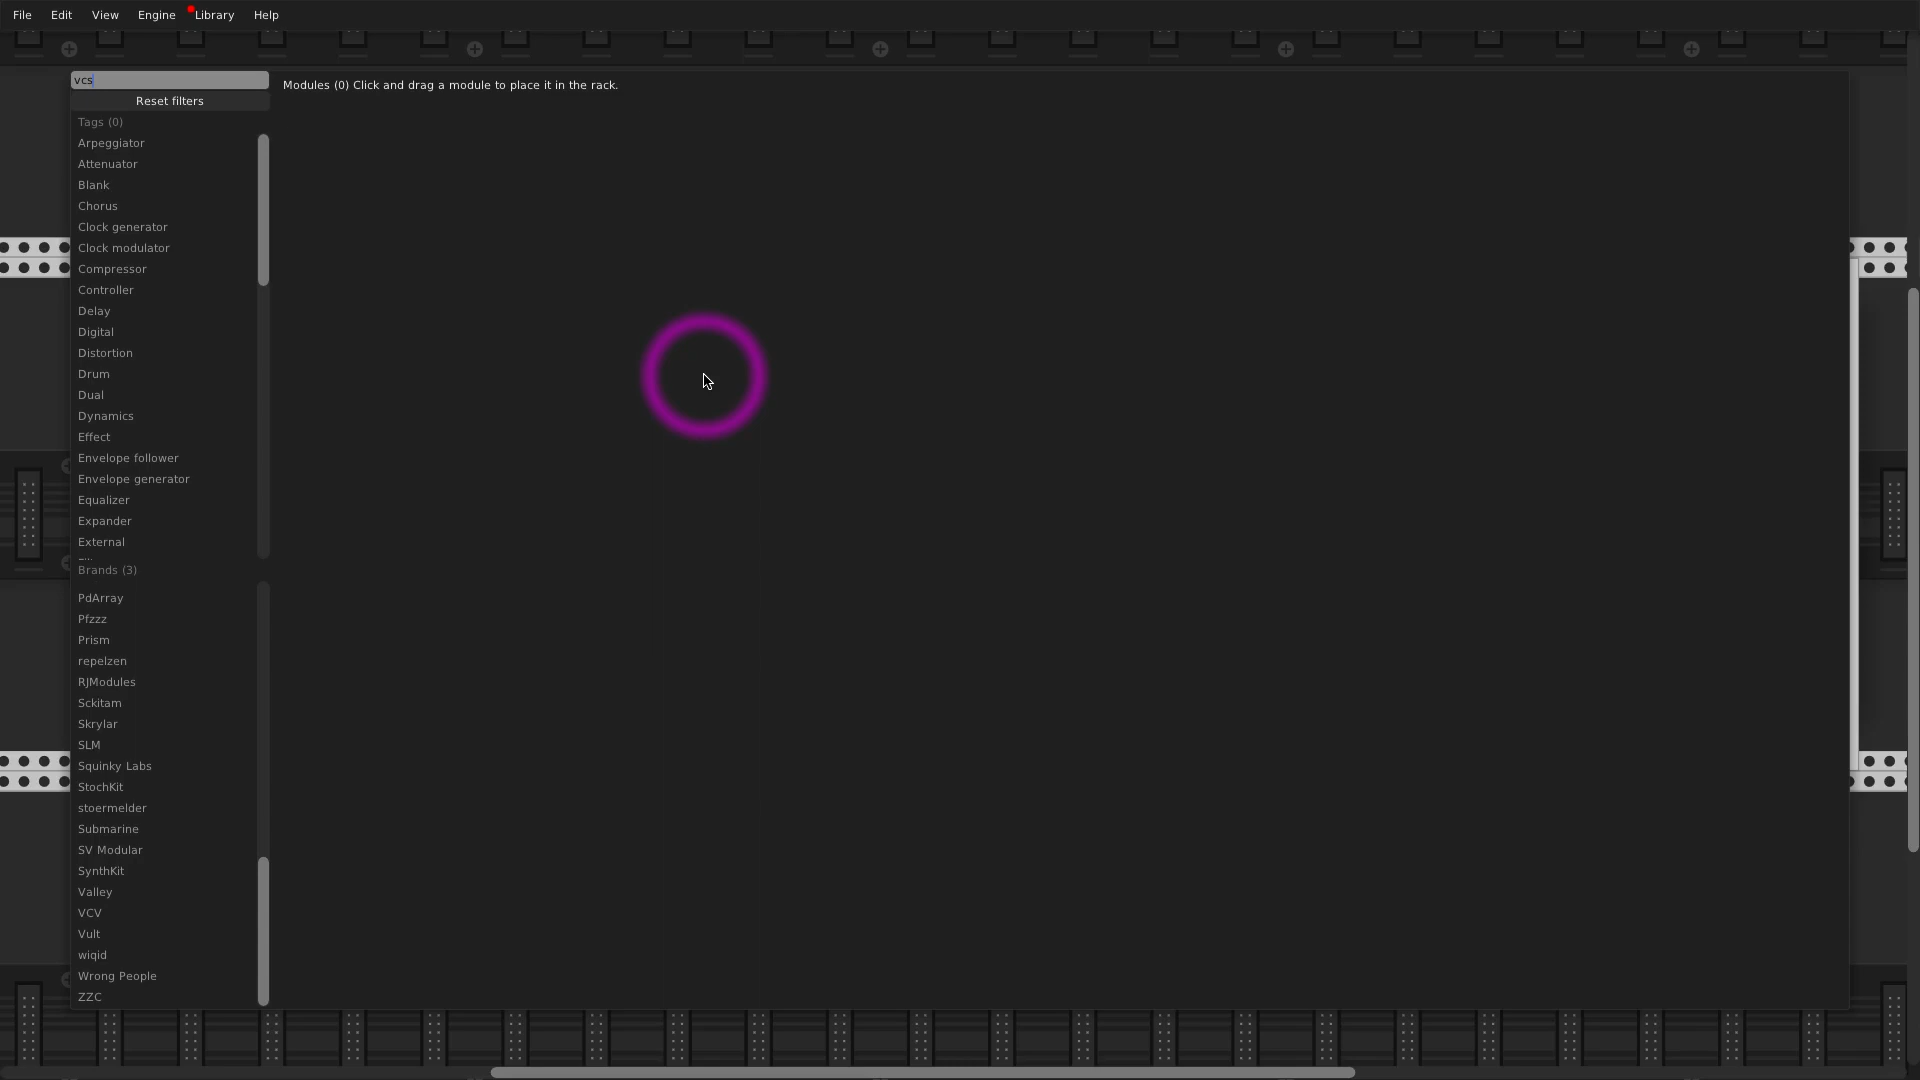 File Edit View Engine Library Help
vcs
Modules (0) Click and drag a module to place it in the rack.
Reset filters
Tags (0)
Arpeggiator
Attenuator
Blank
Chorus
Clock generator
Clock modulator
Compressor
Controller
Delay
Digital
Distortion
Drum
Dual
Dynamics
Effect
Envelope follower
Envelope generator
Equalizer
Expander
External
Brands (3)
PdArray
Pfzzz
Prism
repelzen
RJModules
Sckitam
Skrylar
SLM
Squinky Labs
StochKit
stoermelder
Submarine
SV Modular
SynthKit
Valley
VCV
Vult
wiqid
Wrong People
ZZC